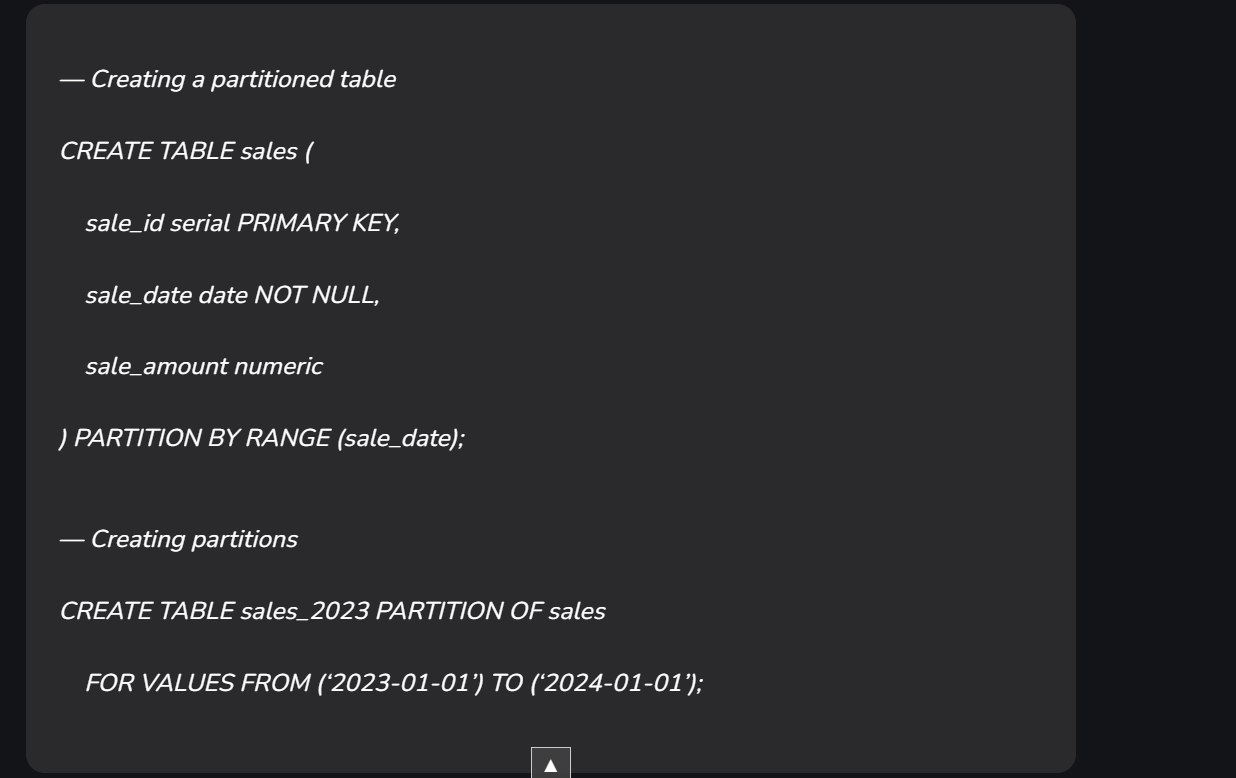 — Creating a partitioned table
CREATE TABLE sales (
sale_id serial PRIMARY KEY,
sale_date date NOT NULL,
sale_amount numeric
) PARTITION BY RANGE (sale_date);
— Creating partitions
CREATE TABLE sales_2023 PARTITION OF sales
FOR VALUES FROM (‘2023-01-01’) TO (‘2024-01-01’);